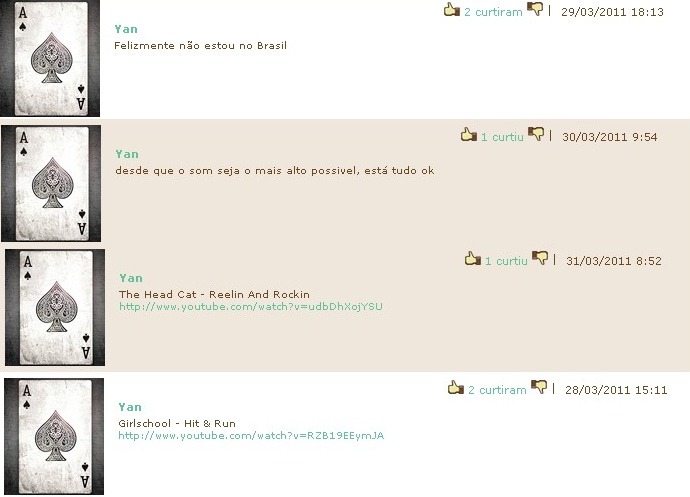 A
2 curtiram | 29/03/2011 18:13
Yan
Felizmente não estou no Brasil
A
A
1 curtiu | 30/03/2011 9:54
Yan
desde que o som seja o mais alto possivel, está tudo ok
A
A
1 curtiu | 31/03/2011 8:52
Yan
The Head Cat - Reelin And Rockin
http://www.youtube.com/watch?v=udbDhXojYSU
A
A
2 curtiram | 28/03/2011 15:11
Yan
Girlschool - Hit & Run
http://www.youtube.com/watch?v=RZB19EEymJA
A